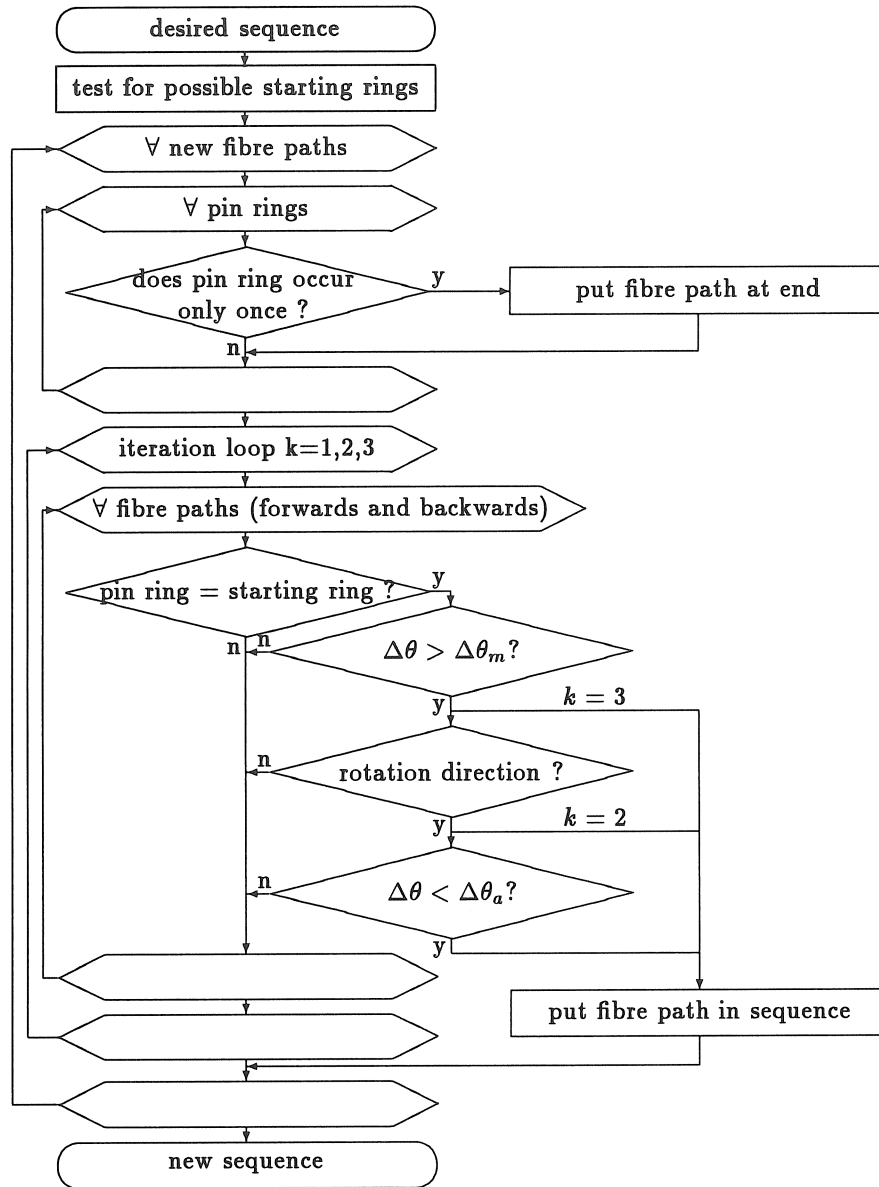 desired sequence
test for possible starting rings
∀ new fibre paths
∀ pin rings
does pin ring occur
only once ?
y
put fibre path at end
n
iteration loop k=1,2,3
∀ fibre paths (forwards and backwards)
pin ring = starting ring ?
y
n
n
Δθ > Δθm?
y
k = 3
n
rotation direction ?
y
k = 2
n
Δθ < Δθa?
y
put fibre path in sequence
new sequence